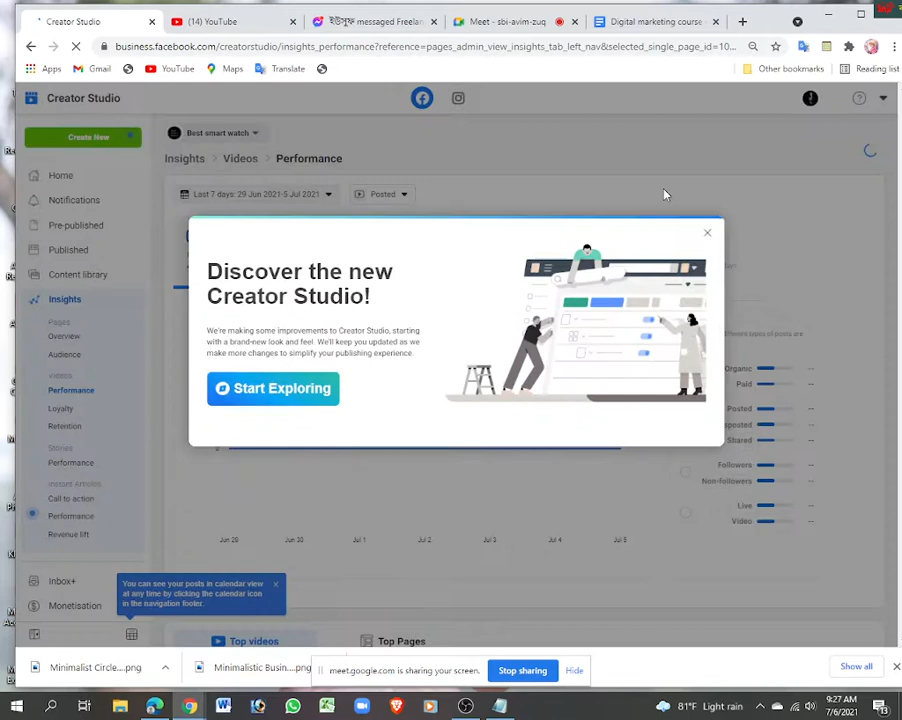 Creator Studio
(14) YouTube
ইউসুফ messaged Freelan
Meet - sbi-avim-zuq
Digital marketing course -
business.facebook.com/creatorstudio/insights_performance?reference=pages_admin_view_insights_tab_left_nav&selected_single_page_id=10...
Apps
Gmail
YouTube
Maps
Translate
Other bookmarks
Reading list
Creator Studio
Create New
Best smart watch
Insights
Videos
Performance
Home
Notifications
Pre-published
Published
Content library
Insights
Pages
Overview
Audience
Videos
Performance
Loyalty
Retention
Stories
Performance
Instant Articles
Call to action
Performance
Revenue lift
Inbox+
Monetisation
Last 7 days: 29 Jun 2021-5 Jul 2021
Posted
Discover the new
Creator Studio!
We're making some improvements to Creator Studio, starting
with a brand-new look and feel. We'll keep you updated as we
make more changes to simplify your publishing experience.
Start Exploring
types of posts are
Organic --
Paid --
Posted --
sposted --
Shared --
Followers --
Non-followers --
Live --
Video --
Jun 29
Jun 30
Jul 1
Jul 2
Jul 3
Jul 4
Jul 5
You can see your posts in calendar view
at any time by clicking the calendar icon
in the navigation footer.
Top videos
Top Pages
Minimalist Circle....png
Minimalistic Busin....png
meet.google.com is sharing your screen.
Stop sharing
Hide
Show all
81°F Light rain
9:27 AM
7/6/2021